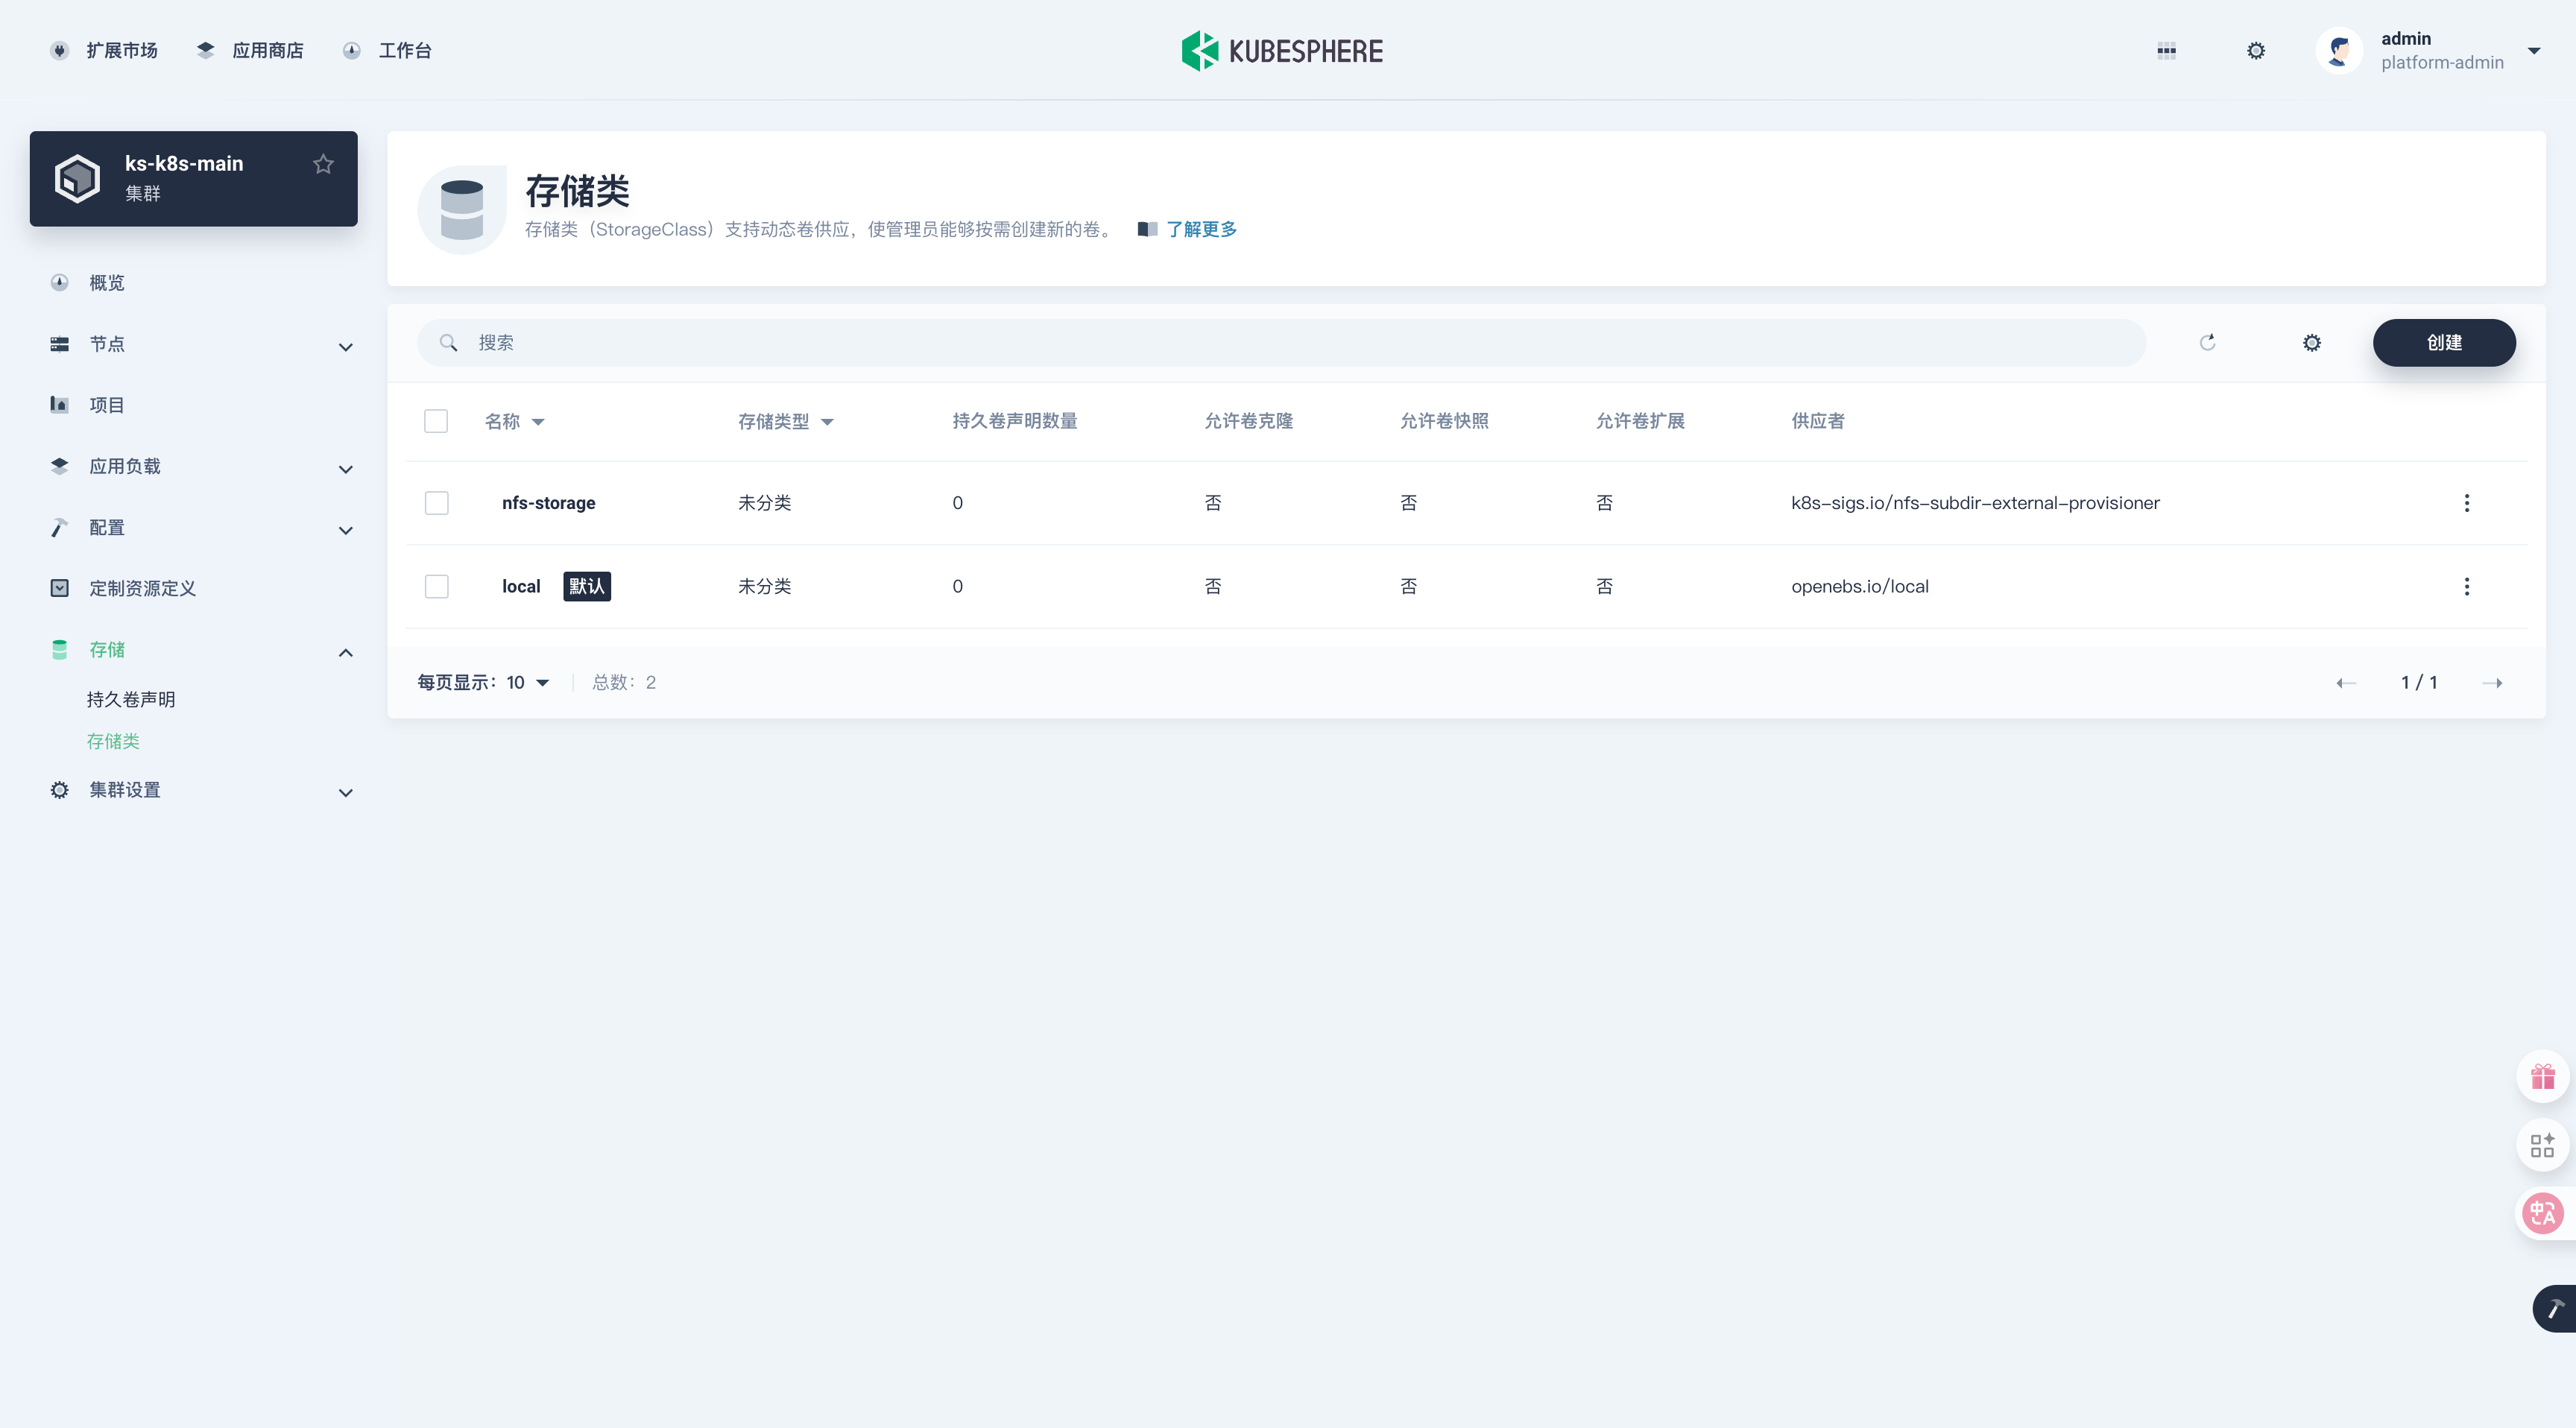 扩展市场 应用商店 工作台 KUBESPHERE admin
platform-admin
ks-k8s-main
集群
概览
节点
项目
应用负载
配置
定制资源定义
存储
持久卷声明
存储类
集群设置
存储类
存储类（StorageClass）支持动态卷供应，使管理员能够按需创建新的卷。 了解更多
搜索 创建
名称 存储类型 持久卷声明数量 允许卷克隆 允许卷快照 允许卷扩展 供应者
nfs-storage 未分类 0 否 否 否 k8s-sigs.io/nfs-subdir-external-provisioner
local 默认 未分类 0 否 否 否 openebs.io/local
每页显示：10 总数：2 1 / 1
中A